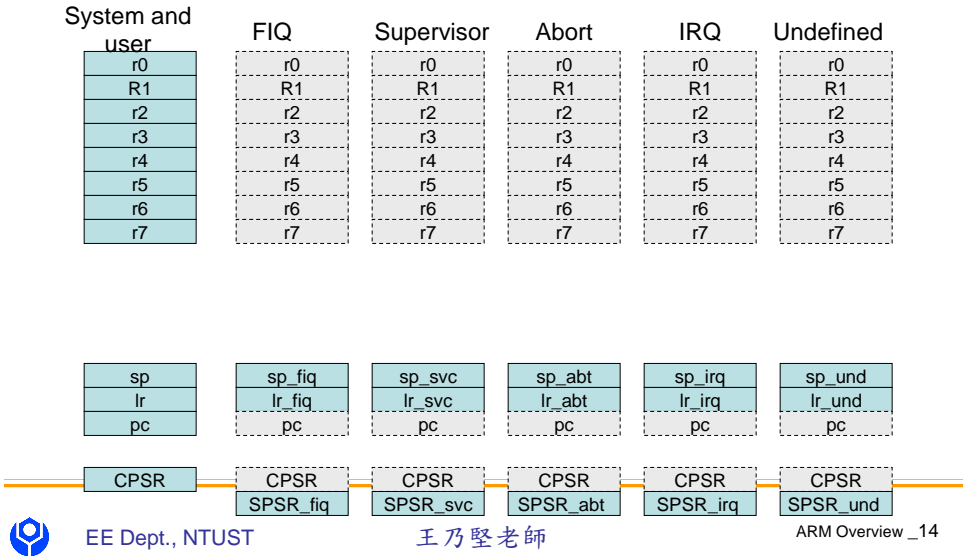 System and user FIQ Supervisor Abort IRQ Undefined
r0 r0 r0 r0 r0 r0
R1 R1 R1 R1 R1 R1
r2 r2 r2 r2 r2 r2
r3 r3 r3 r3 r3 r3
r4 r4 r4 r4 r4 r4
r5 r5 r5 r5 r5 r5
r6 r6 r6 r6 r6 r6
r7 r7 r7 r7 r7 r7
sp sp_fiq sp_svc sp_abt sp_irq sp_und
lr lr_fiq lr_svc lr_abt lr_irq lr_und
pc pc pc pc pc pc
CPSR CPSR CPSR CPSR CPSR CPSR
SPSR_fiq SPSR_svc SPSR_abt SPSR_irq SPSR_und
EE Dept., NTUST 王乃堅老師 ARM Overview _14